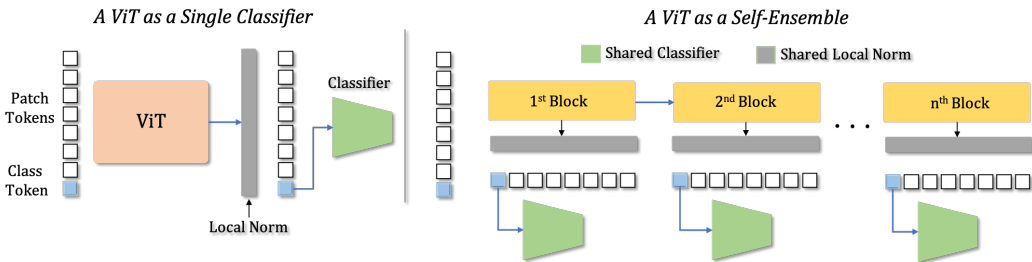 A ViT as a Single Classifier
Patch
Tokens
Class
Token
ViT
Local Norm
Classifier
A ViT as a Self-Ensemble
Shared Classifier
Shared Local Norm
1st Block
2nd Block
. . .
nth Block